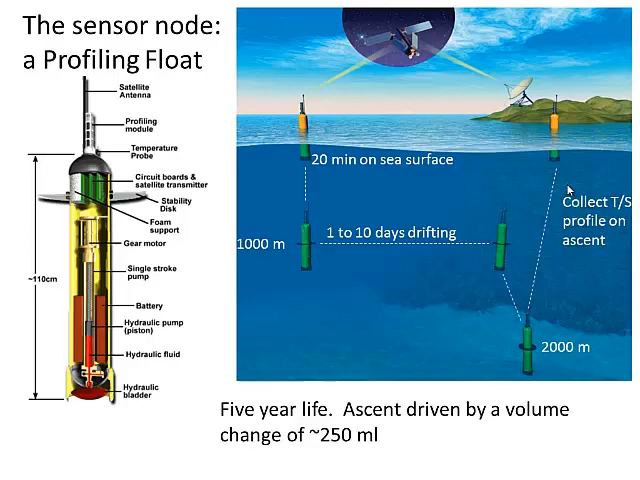 The sensor node:
a Profiling Float
Satellite
Antenna
Profiling
module
Temperature
Probe
Circuit boards &
satellite transmitter
Stability
Disk
Foam
support
Gear motor
~110cm
Single stroke
pump
Battery
Hydraulic pump
(piston)
Hydraulic fluid
Hydraulic
bladder
20 min on sea surface
Collect T/S
profile on
ascent
1000 m
1 to 10 days drifting
2000 m
Five year life.  Ascent driven by a volume
change of ~250 ml